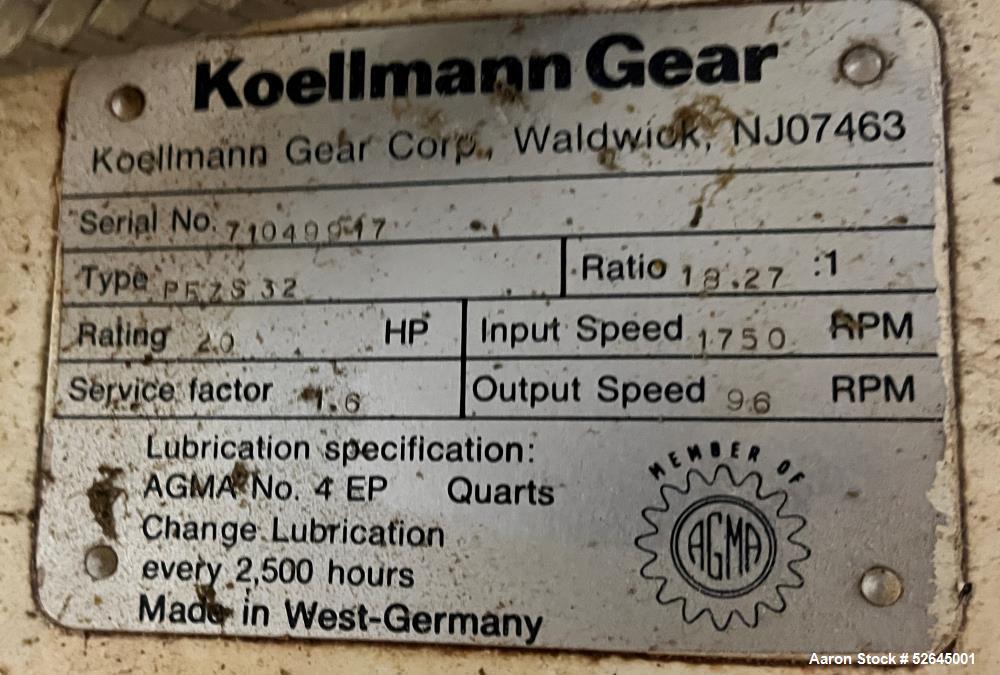 Koellmann Gear
Koellmann Gear Corp., Waldwick, NJ07463
Serial No.
Type PEZS 32 Ratio 18.27 :1
Rating 20 HP Input Speed 1750 RPM
Service factor 1.6 Output Speed 96 RPM
Lubrication specification:
AGMA No. 4 EP Quarts
Change Lubrication
every 2,500 hours
Made in West-Germany
MEMBER OF
AGMA
Aaron Stock # 52645001